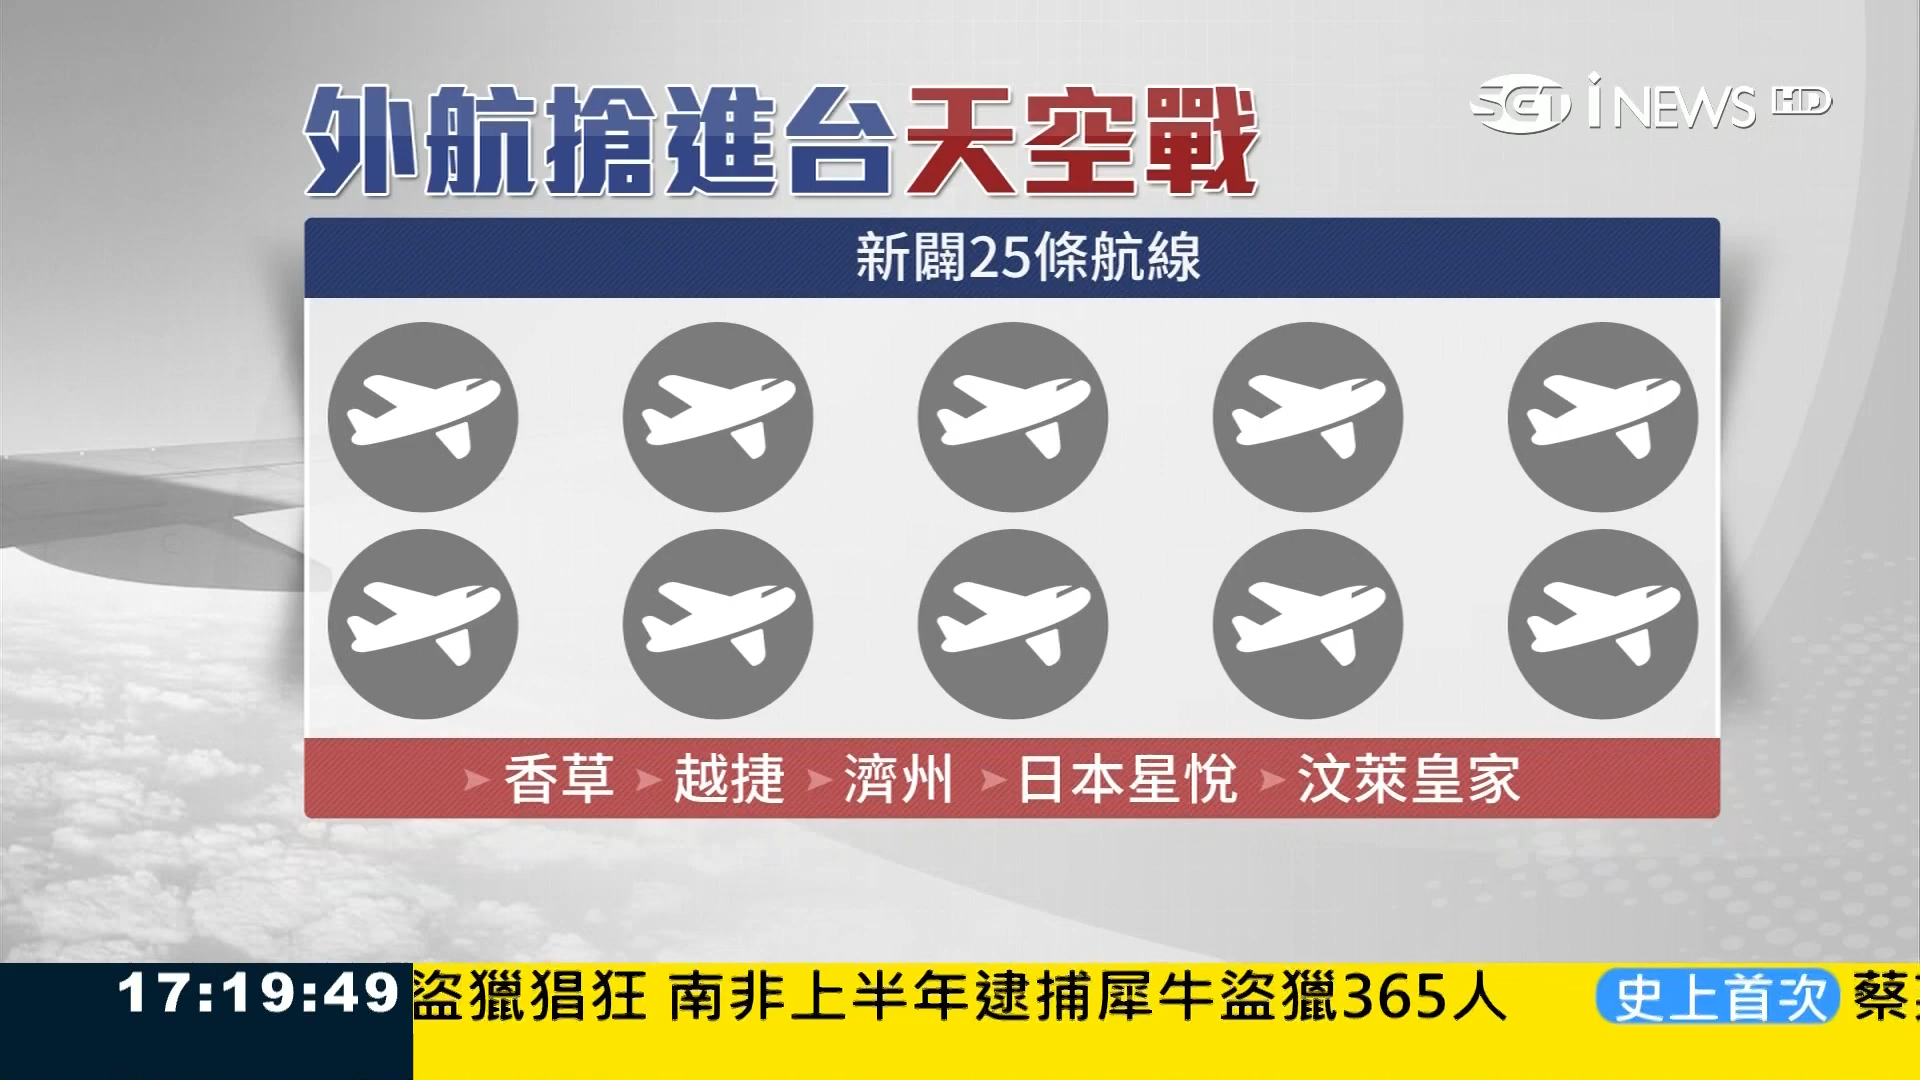 外航搶進台天空戰
SET iNEWS HD
新闢25條航線
香草 越捷 濟州 日本星悅 汶萊皇家
17:19:49
盜獵猖狂 南非上半年逮捕犀牛盜獵365人 史上首次 蔡